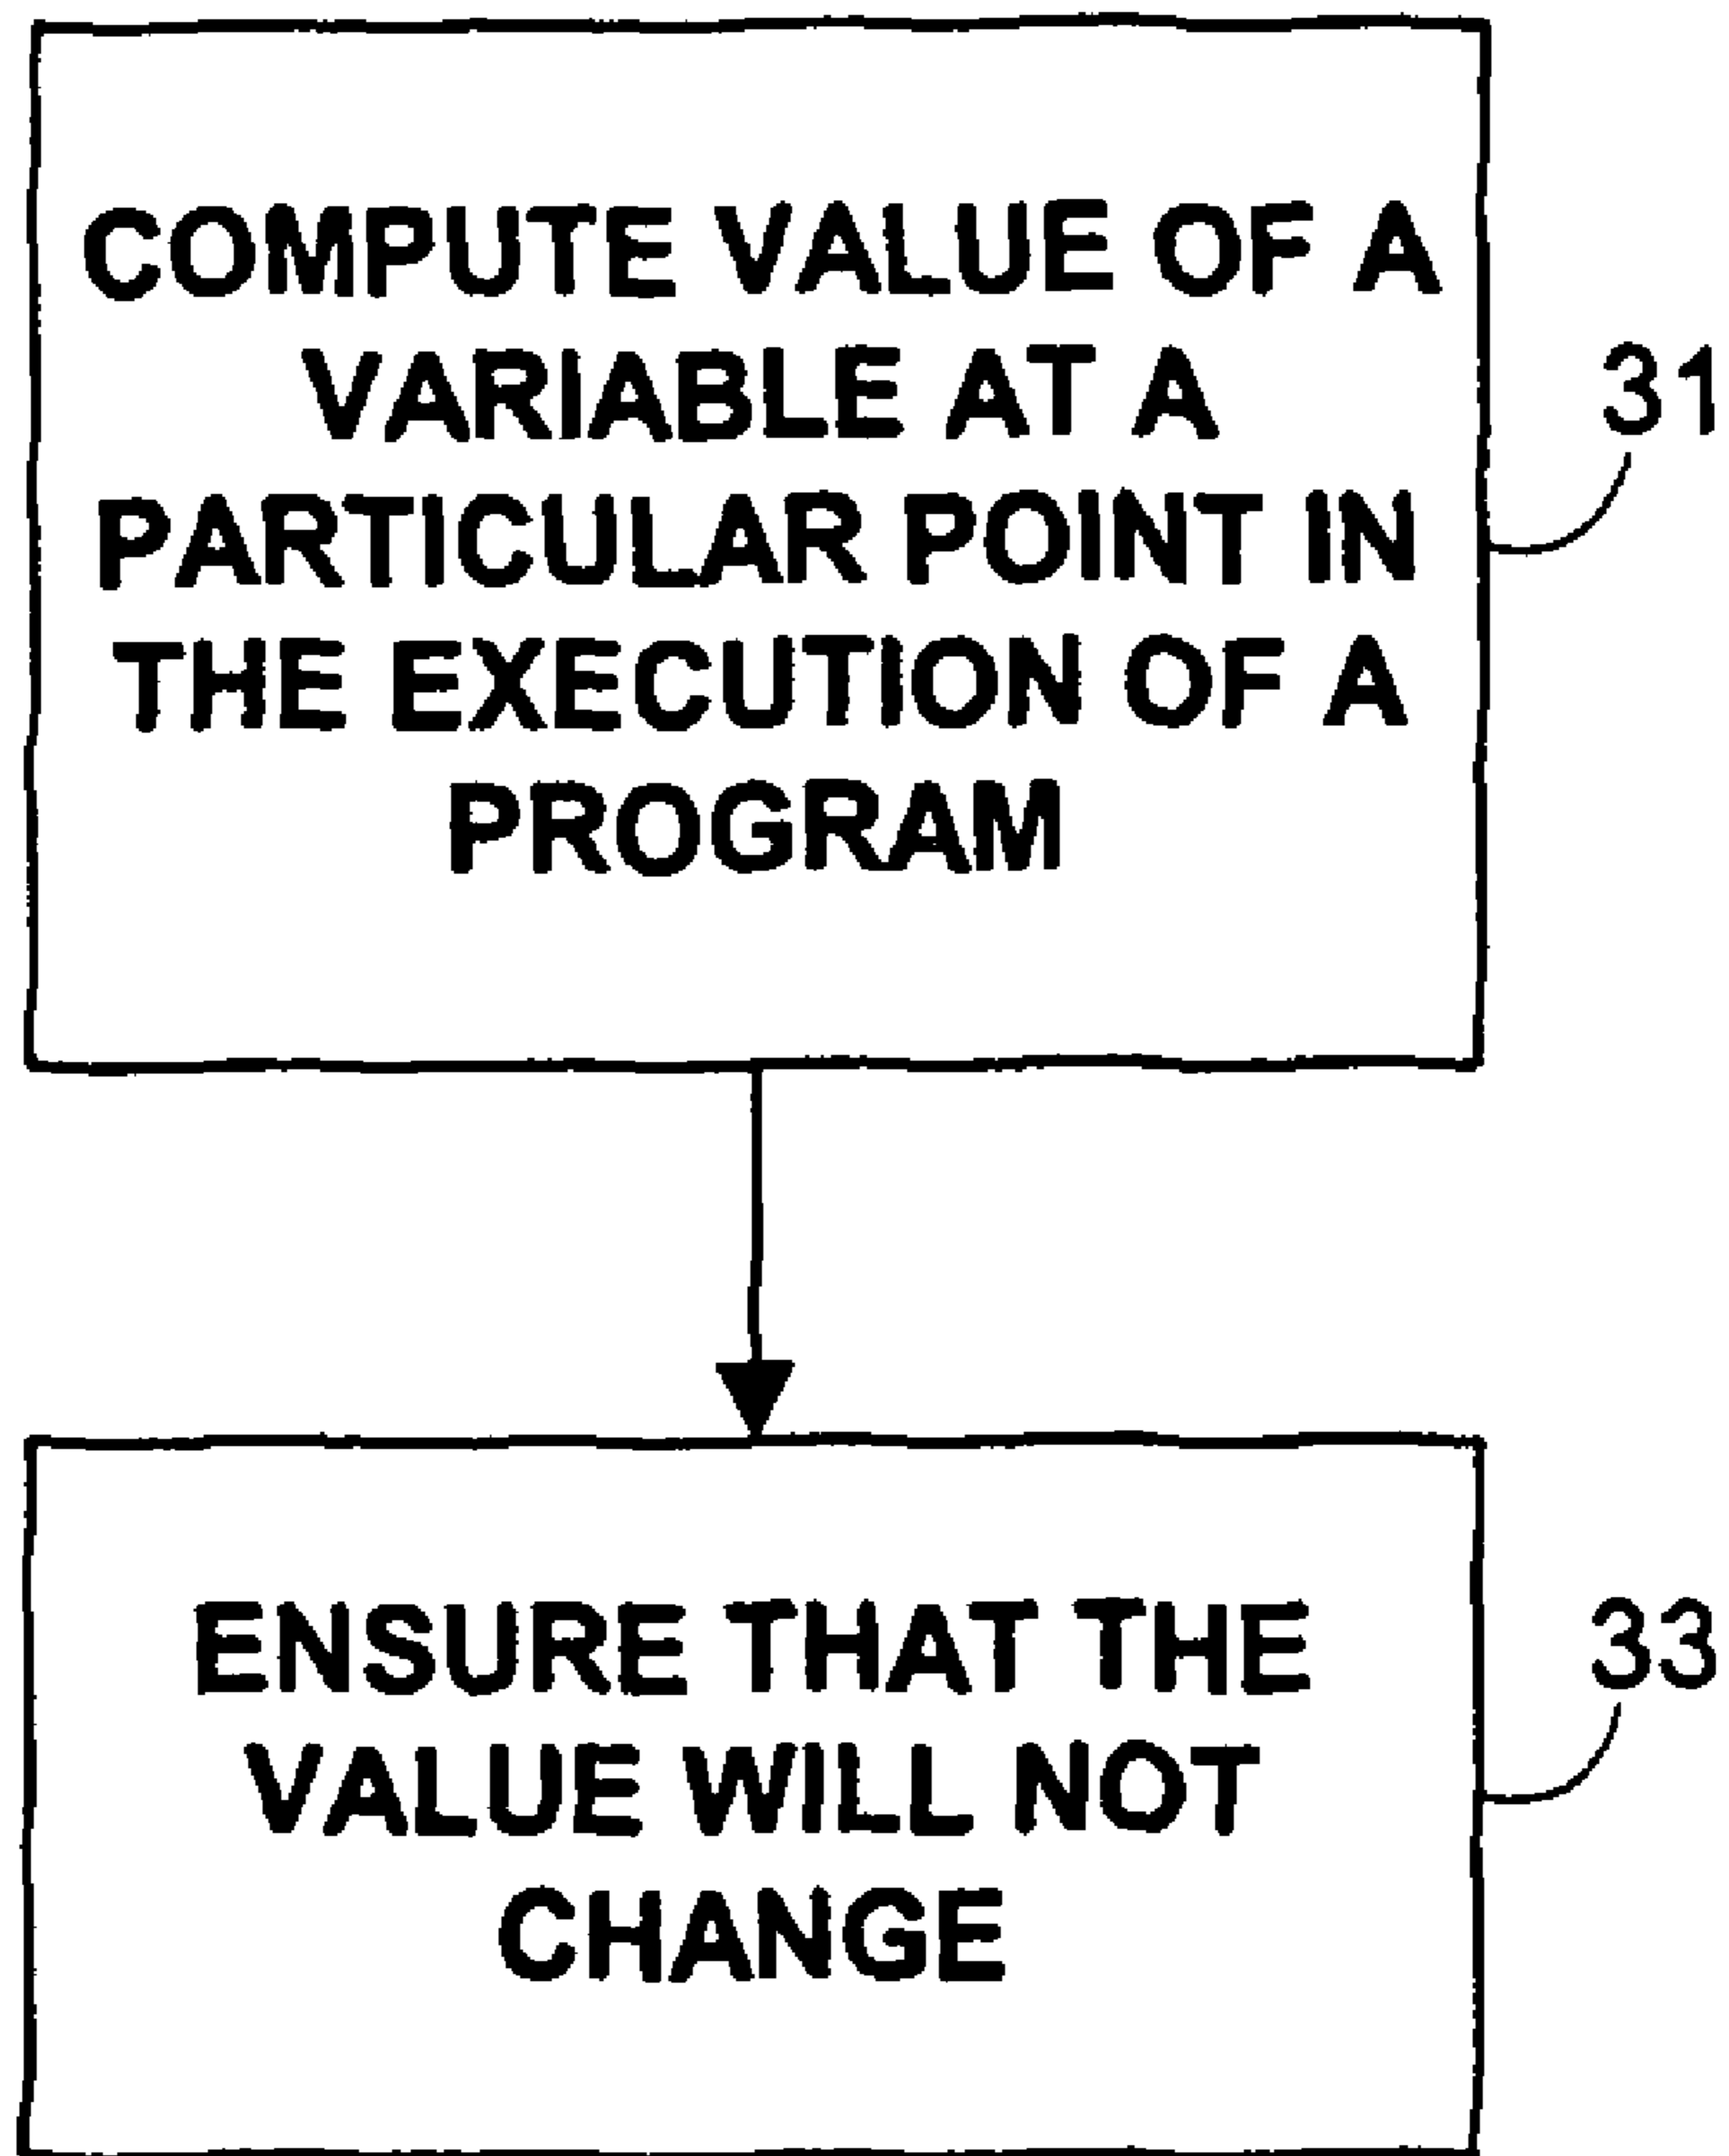 COMPUTE VALUE OF A
VARIABLE AT A
PARTICULAR POINT IN
THE EXECUTION OF A
PROGRAM
31
ENSURE THAT THE
VALUE WILL NOT
CHANGE
33